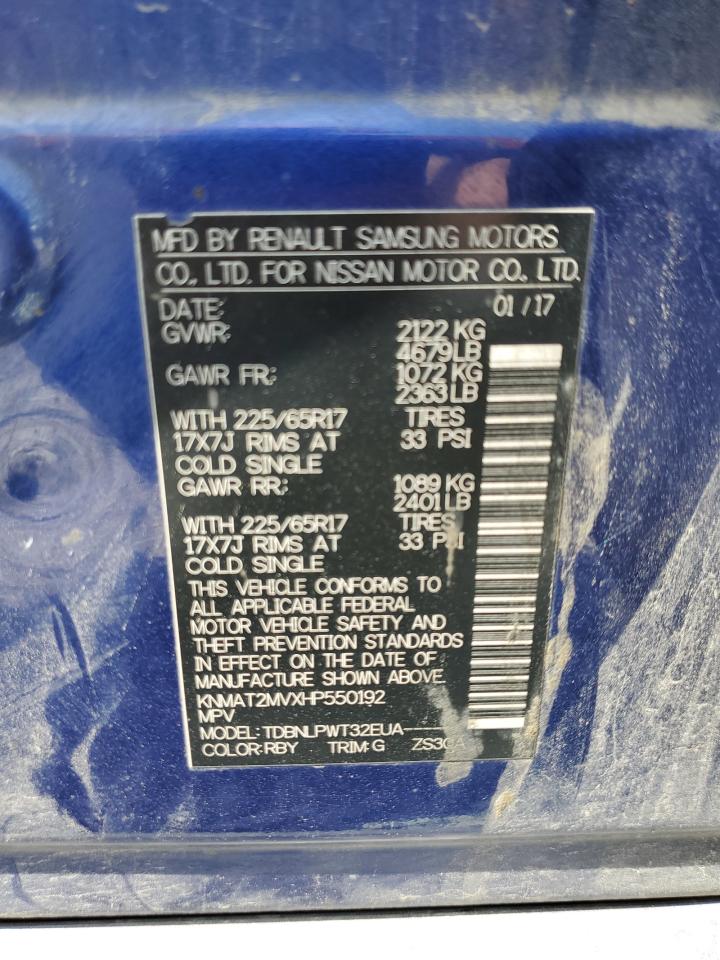 MFD BY RENAULT SAMSUNG MOTORS
CO., LTD. FOR NISSAN MOTOR CO., LTD.
DATE: 01/17
GVWR: 2122 KG
4679LB
GAWR FR: 1072 KG
2363LB
WITH 225/65R17 TIRES
17X7J RIMS AT 33 PSI
COLD SINGLE
GAWR RR: 1089 KG
2401LB
WITH 225/65R17 TIRES
17X7J RIMS AT 33 PSI
COLD SINGLE
THIS VEHICLE CONFORMS TO
ALL APPLICABLE FEDERAL
MOTOR VEHICLE SAFETY AND
THEFT PREVENTION STANDARDS
IN EFFECT ON THE DATE OF
MANUFACTURE SHOWN ABOVE.
KNMAT2MVXHP550192
MPV
MODEL: TDBNLPWT32EUA-----
COLOR:RBY TRIM:G